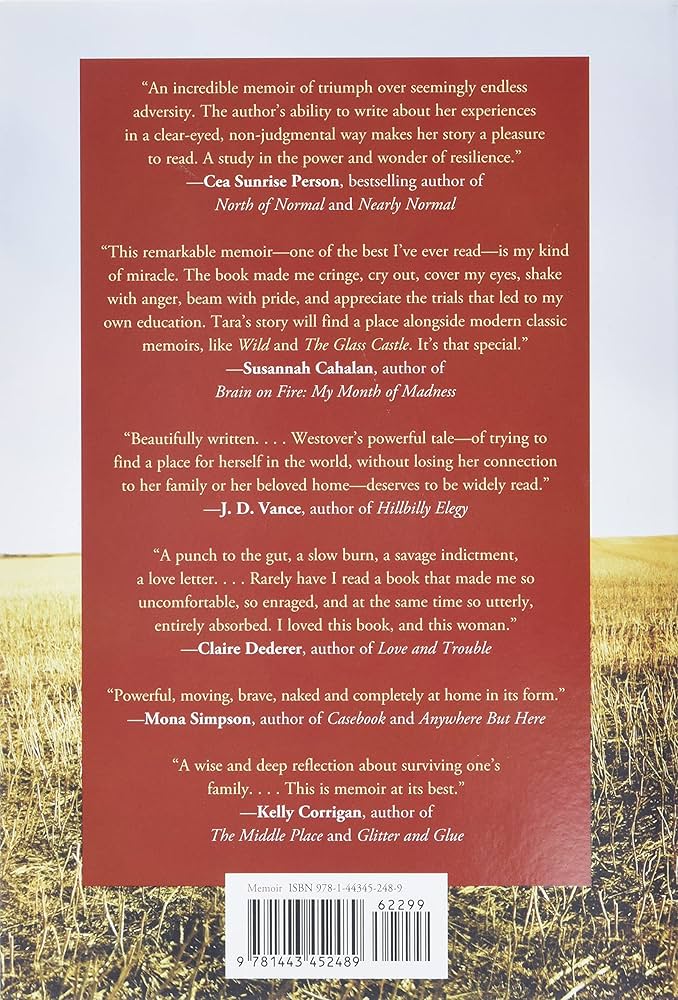 “An incredible memoir of triumph over seemingly endless
adversity. The author’s ability to write about her experiences
in a clear-eyed, non-judgmental way makes her story a pleasure
to read. A study in the power and wonder of resilience.”
—Cea Sunrise Person, bestselling author of
North of Normal and Nearly Normal
“This remarkable memoir—one of the best I’ve ever read—is my kind
of miracle. The book made me cringe, cry out, cover my eyes, shake
with anger, beam with pride, and appreciate the trials that led to my
own education. Tara’s story will find a place alongside modern classic
memoirs, like Wild and The Glass Castle. It’s that special.”
—Susannah Cahalan, author of
Brain on Fire: My Month of Madness
“Beautifully written. . . . Westover’s powerful tale—of trying to
find a place for herself in the world, without losing her connection
to her family or her beloved home—deserves to be widely read.”
—J. D. Vance, author of Hillbilly Elegy
“A punch to the gut, a slow burn, a savage indictment,
a love letter. . . . Rarely have I read a book that made me so
uncomfortable, so enraged, and at the same time so utterly,
entirely absorbed. I loved this book, and this woman.”
—Claire Dederer, author of Love and Trouble
“Powerful, moving, brave, naked and completely at home in its form.”
—Mona Simpson, author of Casebook and Anywhere But Here
“A wise and deep reflection about surviving one’s
family. . . . This is memoir at its best.”
—Kelly Corrigan, author of
The Middle Place and Glitter and Glue
Memoir ISBN 978-1-44345-248-9
62299
9 781443 452489